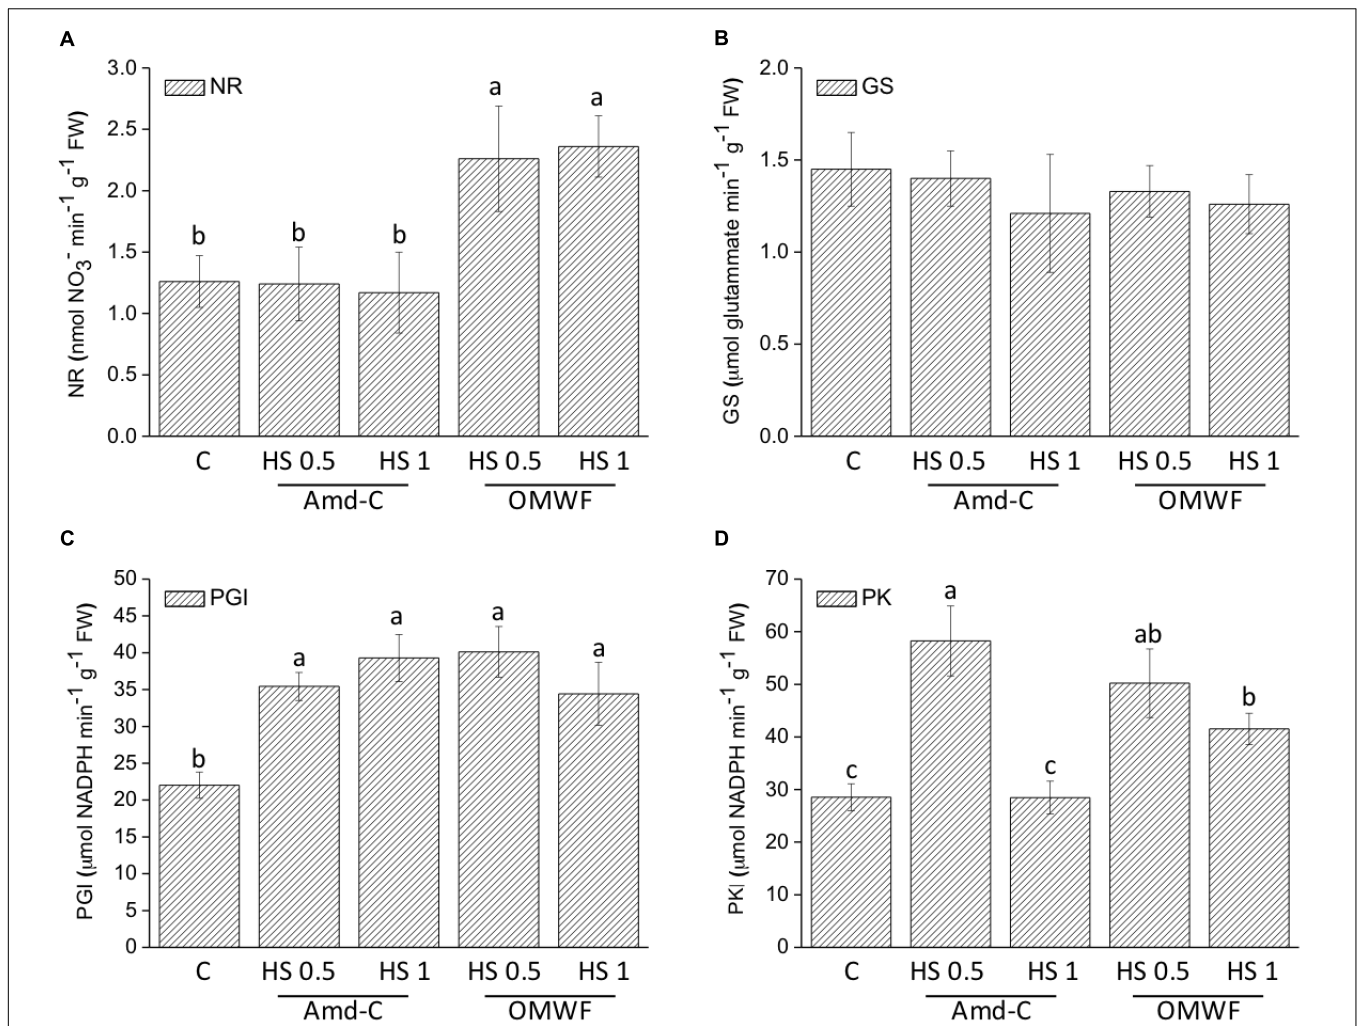 A
NR (nmol NO3- min-1 g-1 FW)
3.0
2.5
2.0
1.5
1.0
0.5
0.0
NR
b
b
b
a
a
C
HS 0.5
HS 1
HS 0.5
HS 1
Amd-C
OMWF
B
GS (μmol glutammate min-1 g-1 FW)
2.0
1.5
1.0
0.5
0.0
GS
C
HS 0.5
HS 1
HS 0.5
HS 1
Amd-C
OMWF
C
PGI (μmol NADPH min-1 g-1 FW)
50
45
40
35
30
25
20
15
10
5
0
PGI
b
a
a
a
a
C
HS 0.5
HS 1
HS 0.5
HS 1
Amd-C
OMWF
D
PK| (μmol NADPH min-1 g-1 FW)
70
60
50
40
30
20
10
0
PK
c
a
c
ab
b
C
HS 0.5
HS 1
HS 0.5
HS 1
Amd-C
OMWF